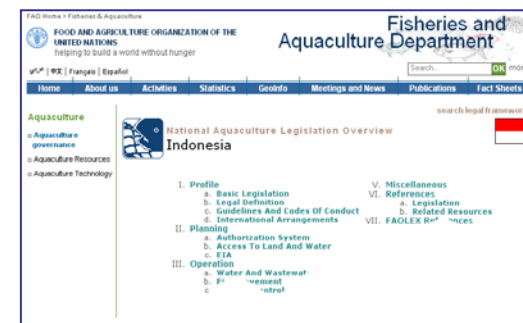 FAO Home > Fisheries & Aquaculture
FOOD AND AGRICULTURE ORGANIZATION OF THE
UNITED NATIONS
helping to build a world without hunger
Fisheries and
Aquaculture Department
中文 | Français | Español
Search...
OK
Home About us Activities Statistics GeoInfo Meetings and News Publications Fact Sheets
search legal framewor
Aquaculture
Aquaculture
governance
Aquaculture Resources
Aquaculture Technology
National Aquaculture Legislation Overview
Indonesia
I. Profile
a. Basic Legislation
b. Legal Definition
c. Guidelines And Codes Of Conduct
d. International Arrangements
II. Planning
a. Authorization System
b. Access To Land And Water
c. EIA
III. Operation
a. Water And
b.
c
V. Miscellaneous
VI. References
a. Legislation
b. Related Resources
VII. FAOLEX